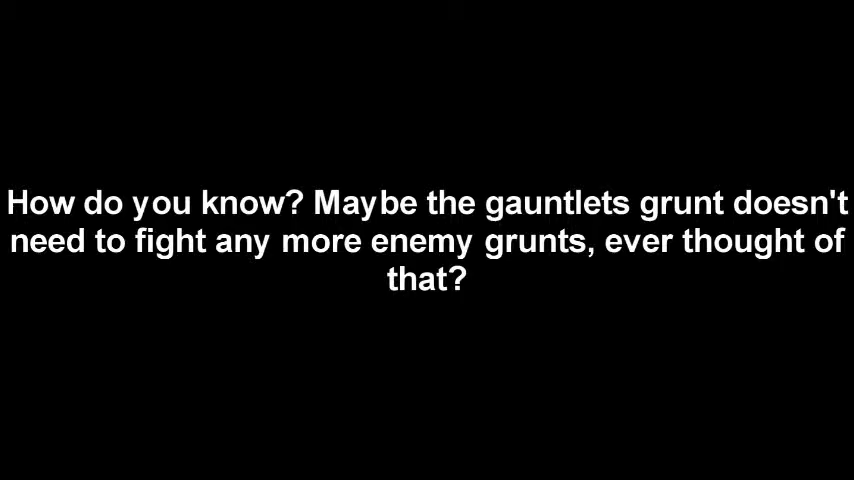 How do you know? Maybe the gauntlets grunt doesn't
need to fight any more enemy grunts, ever thought of
that?